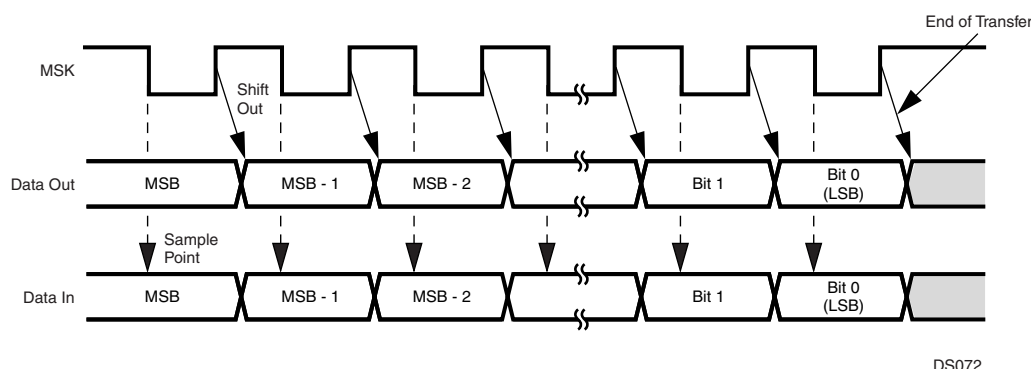 End of Transfer
MSK
Shift
Out
Data Out
MSB
MSB - 1
MSB - 2
Bit 1
Bit 0
(LSB)
Sample
Point
Data In
MSB
MSB - 1
MSB - 2
Bit 1
Bit 0
(LSB)
DS072